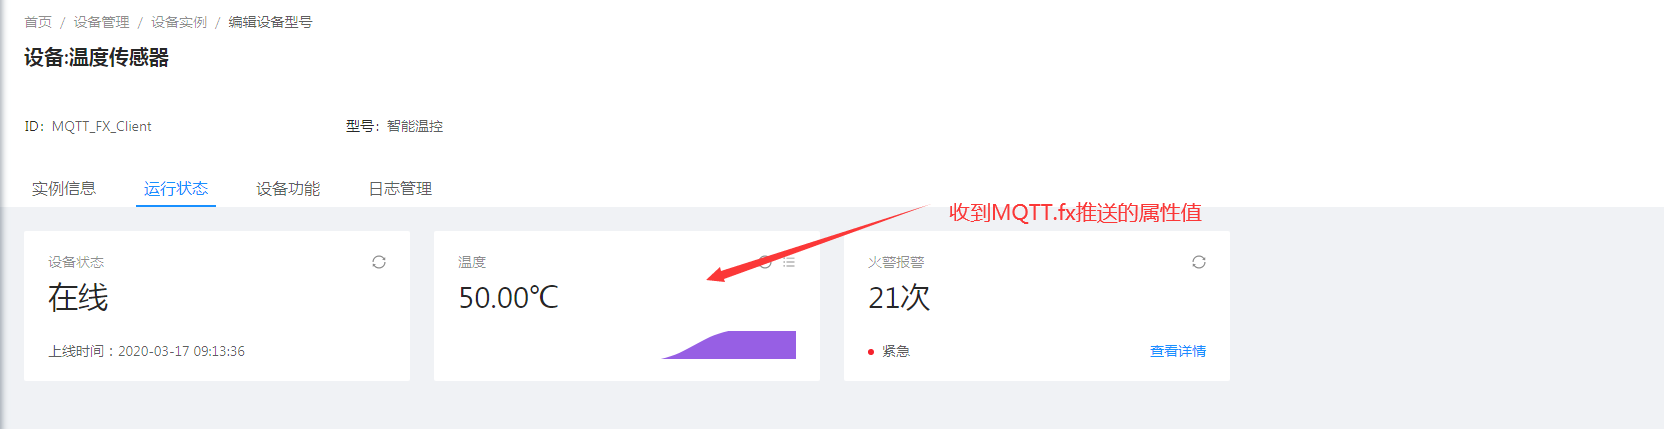 首页 / 设备管理 / 设备实例 / 编辑设备型号
设备:温度传感器
ID: MQTT_FX_Client 型号: 智能温控
实例信息 运行状态 设备功能 日志管理
收到MQTT.fx推送的属性值
设备状态
在线
上线时间：2020-03-17 09:13:36
温度
50.00℃
火警报警
21次
紧急 查看详情